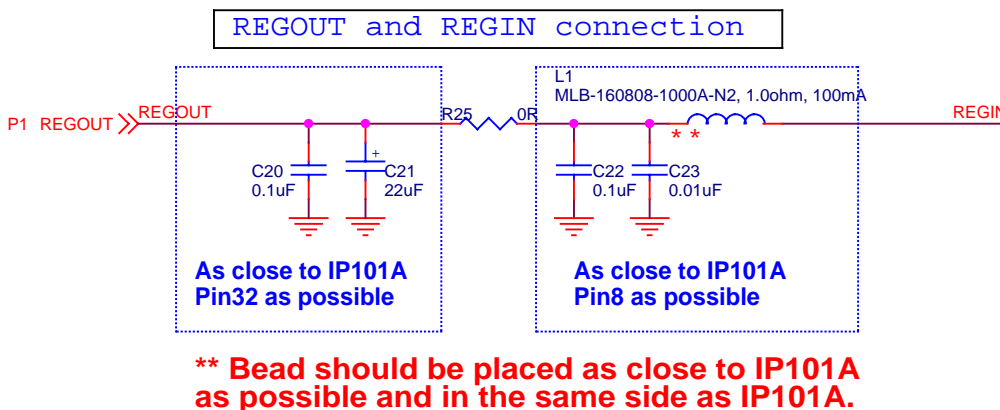 REGOUT and REGIN connection
L1
MLB-160808-1000A-N2, 1.0ohm, 100mA
P1 REGOUT
REGOUT
R25
0R
REGIN
* *
+
C20
0.1uF
C21
22uF
C22
0.1uF
C23
0.01uF
As close to IP101A
Pin32 as possible
As close to IP101A
Pin8 as possible
** Bead should be placed as close to IP101A
as possible and in the same side as IP101A.